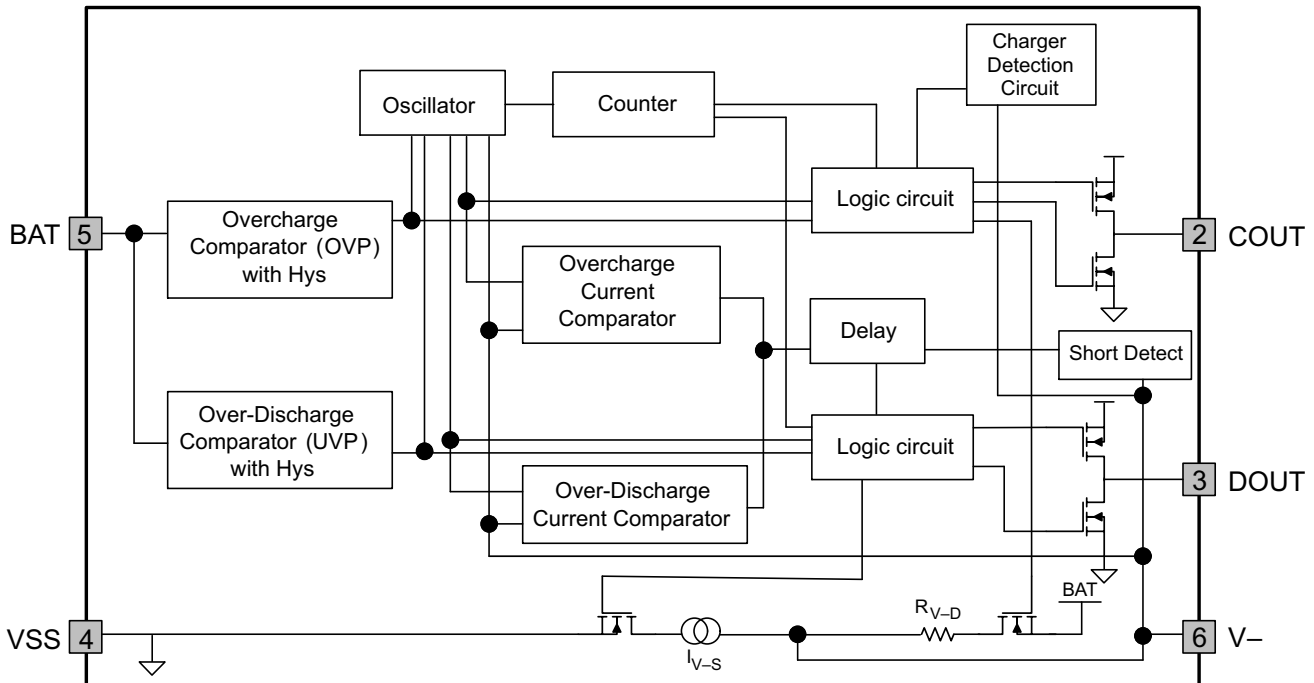 Charger
Detection
Circuit
Oscillator
Counter
Logic circuit
BAT
5
Overcharge
Comparator (OVP)
with Hys
2
COUT
Overcharge
Current
Comparator
Delay
Short Detect
Over-Discharge
Comparator (UVP)
with Hys
Logic circuit
3
DOUT
Over-Discharge
Current Comparator
BAT
RV–D
VSS
4
IV–S
6
V–